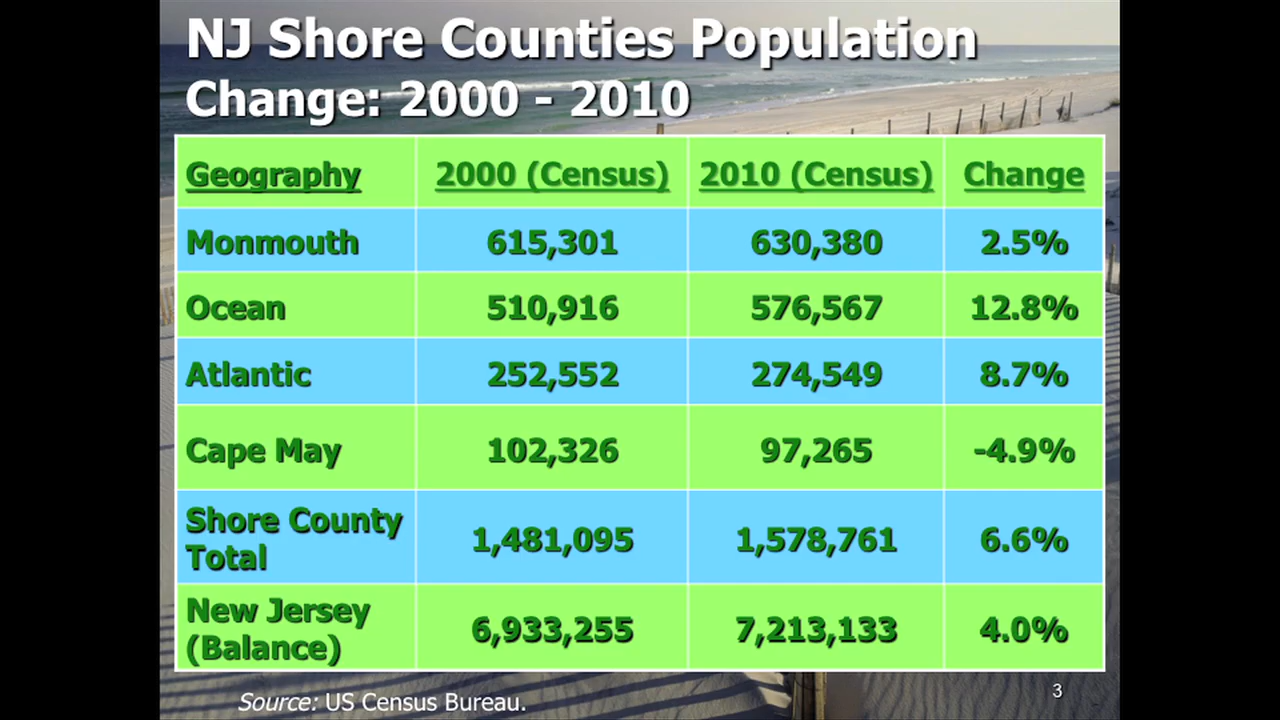 NJ Shore Counties Population
Change: 2000 - 2010
Geography 2000 (Census) 2010 (Census) Change
Monmouth 615,301 630,380 2.5%
Ocean 510,916 576,567 12.8%
Atlantic 252,552 274,549 8.7%
Cape May 102,326 97,265 -4.9%
Shore County
Total 1,481,095 1,578,761 6.6%
New Jersey
(Balance) 6,933,255 7,213,133 4.0%
Source: US Census Bureau.
3